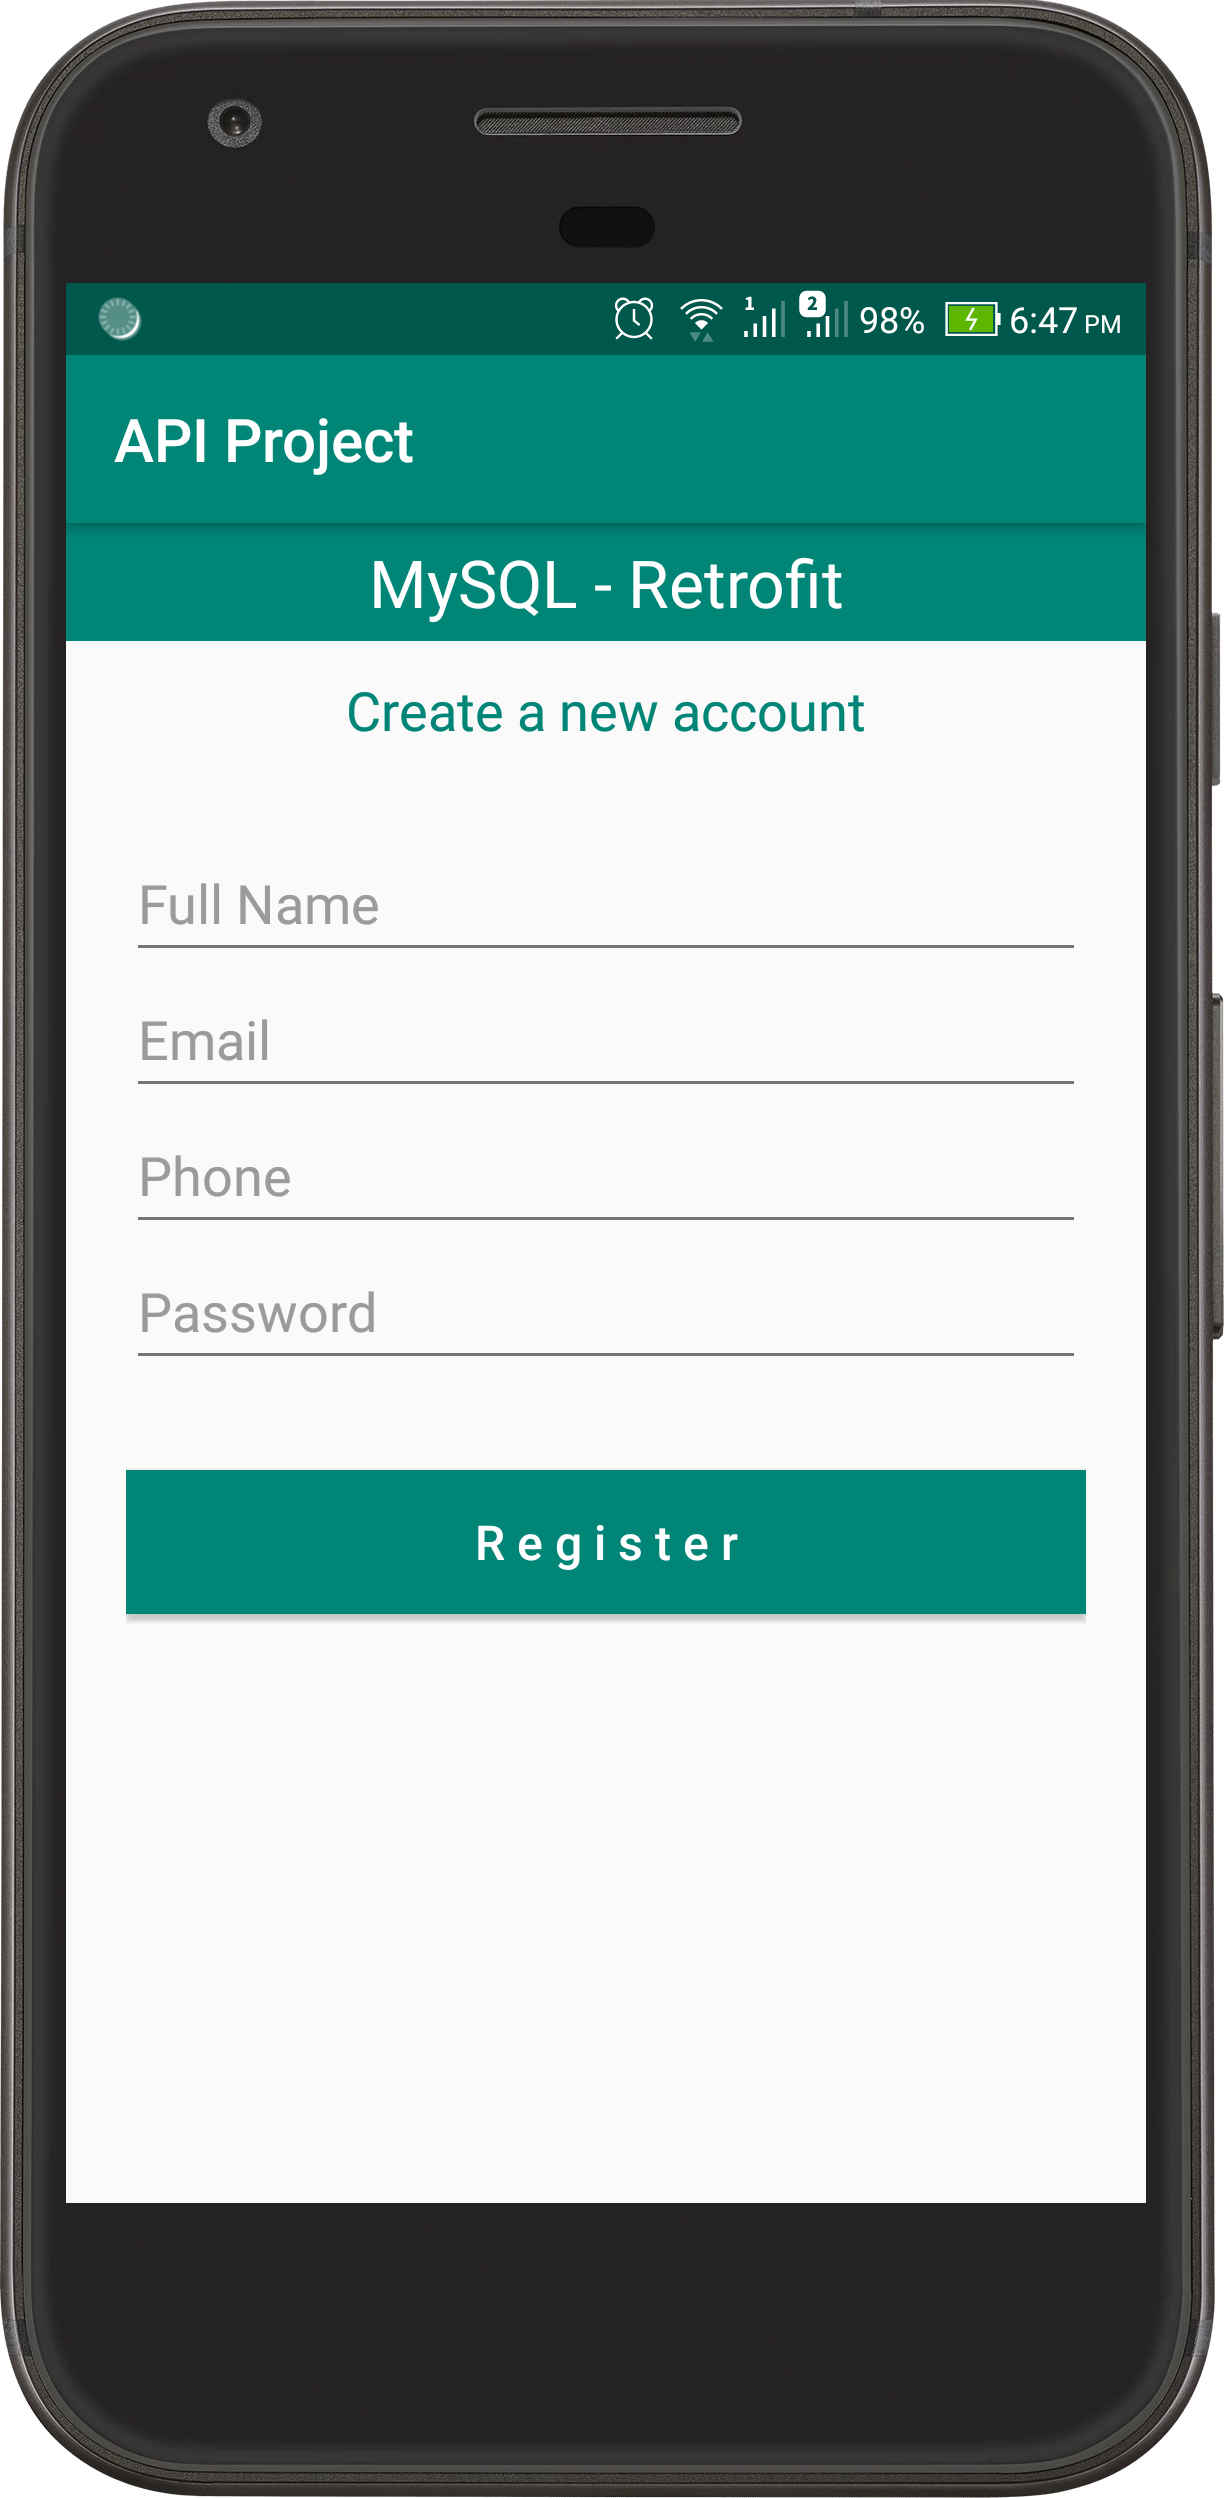 1 2 98% 6:47 PM
API Project
MySQL - Retrofit
Create a new account
Full Name
Email
Phone
Password
Register